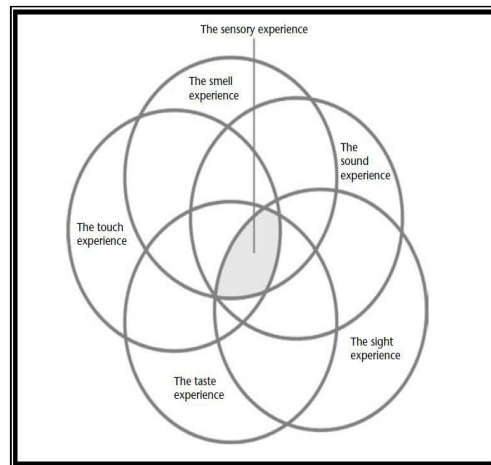 The sensory experience
The smell
experience
The
sound
experience
The touch
experience
The sight
experience
The taste
experience